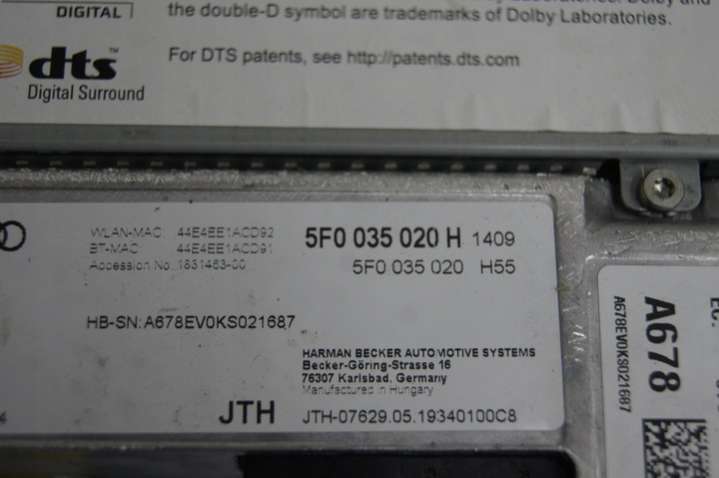 DIGITAL
the double-D symbol are trademarks of Dolby Laboratories.
dts™
Digital Surround
For DTS patents, see http://patents.dts.com
WLAN-MAC: 44E4EE1ACD92
BT-MAC: 44E4EE1ACD91
Accession No.
5F0 035 020 H 1409
5F0 035 020 H55
HB-SN: A678EV0KS021687
HARMAN BECKER AUTOMOTIVE SYSTEMS
Becker-Göring-Strasse 16
76307 Karlsbad, Germany
Manufactured in Hungary
JTH
JTH-07629.05.19340100C8
A678
A678EV0KS021687